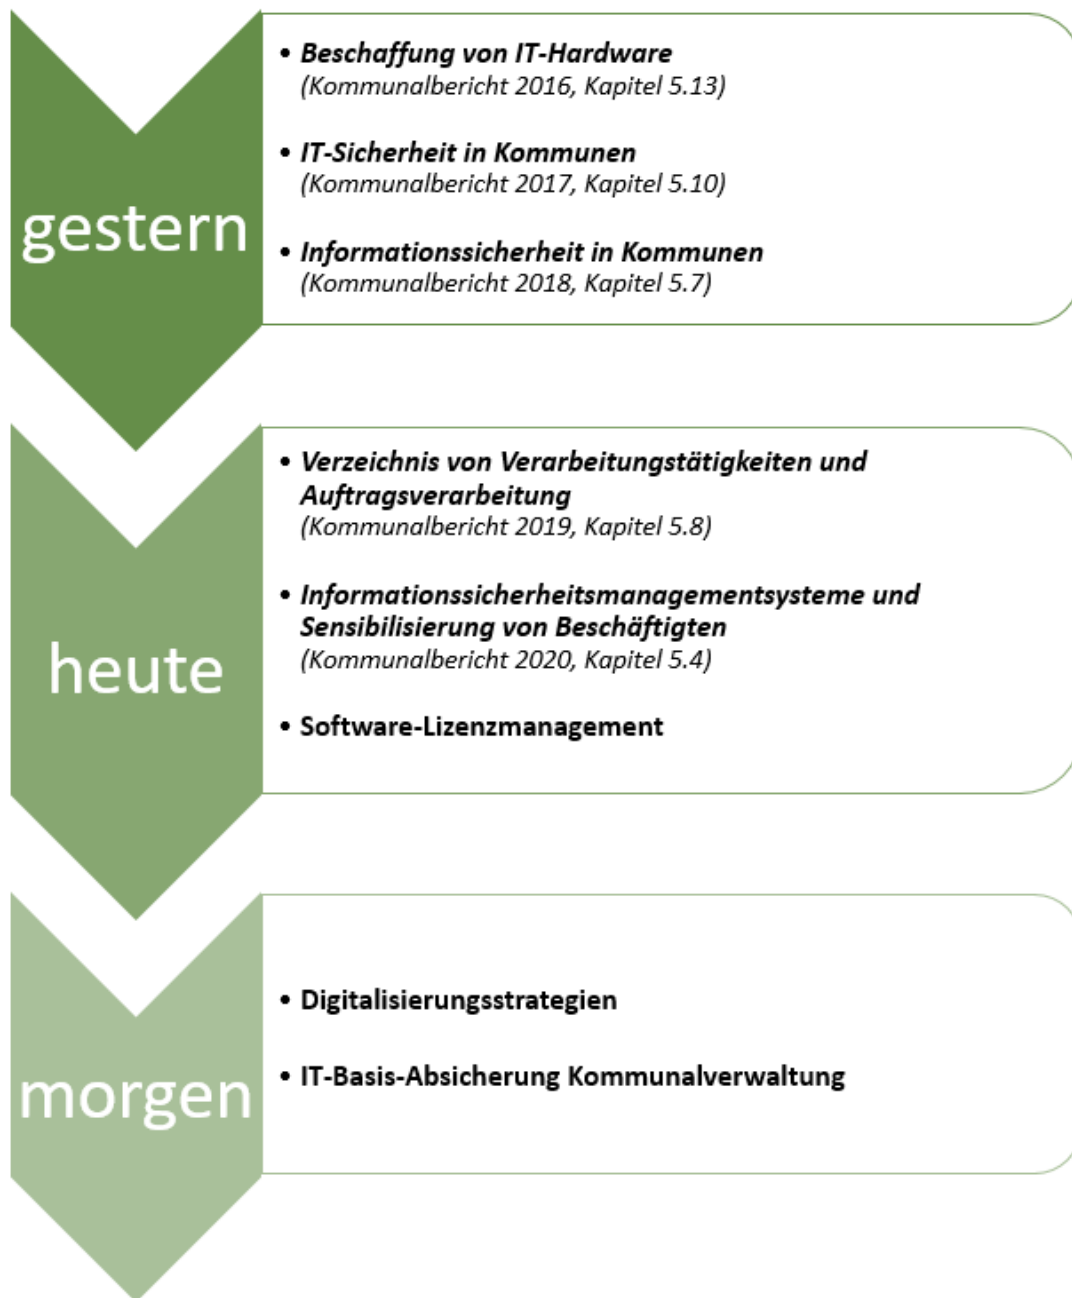 gestern
• Beschaffung von IT-Hardware
(Kommunalbericht 2016, Kapitel 5.13)
• IT-Sicherheit in Kommunen
(Kommunalbericht 2017, Kapitel 5.10)
• Informationssicherheit in Kommunen
(Kommunalbericht 2018, Kapitel 5.7)
heute
• Verzeichnis von Verarbeitungstätigkeiten und
Auftragsverarbeitung
(Kommunalbericht 2019, Kapitel 5.8)
• Informationssicherheitsmanagementsysteme und
Sensibilisierung von Beschäftigten
(Kommunalbericht 2020, Kapitel 5.4)
• Software-Lizenzmanagement
morgen
• Digitalisierungsstrategien
• IT-Basis-Absicherung Kommunalverwaltung